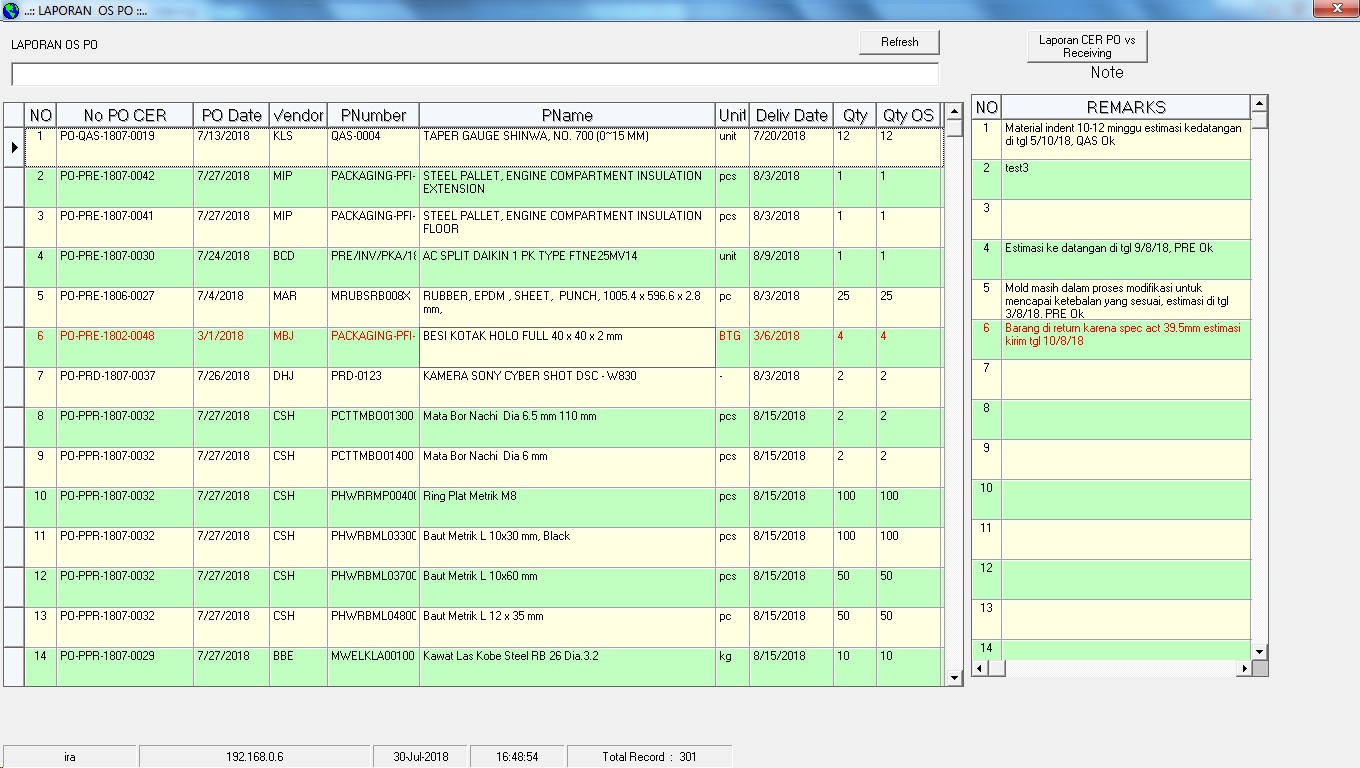 ..:: LAPORAN OS PO ::..
LAPORAN OS PO
Refresh
Laporan CER PO vs
Receiving
Note
NO No PO CER PO Date Vendor PNumber PName Unit Deliv Date Qty Qty OS
1 PO-QAS-1807-0019 7/13/2018 KLS QAS-0004 TAPER GAUGE SHINWA, NO. 700 (0~15 MM) unit 7/20/2018 12 12
2 PO-PRE-1807-0042 7/27/2018 MIP PACKAGING-PFI- STEEL PALLET, ENGINE COMPARTMENT INSULATION pcs 8/3/2018 1 1
EXTENSION
3 PO-PRE-1807-0041 7/27/2018 MIP PACKAGING-PFI- STEEL PALLET, ENGINE COMPARTMENT INSULATION pcs 8/3/2018 1 1
FLOOR
4 PO-PRE-1807-0030 7/24/2018 BCD PRE/INV/PKA/18 AC SPLIT DAIKIN 1 PK TYPE FTNE25MV14 unit 8/9/2018 1 1
5 PO-PRE-1806-0027 7/4/2018 MAR MRUBSRB008X RUBBER, EPDM , SHEET, PUNCH, 1005.4 x 596.6 x 2.8 pc 8/3/2018 25 25
mm,
6 PO-PRE-1802-0048 3/1/2018 MBJ PACKAGING-PFI- BESI KOTAK HOLO FULL 40 x 40 x 2 mm BTG 3/6/2018 4 4
7 PO-PRD-1807-0037 7/26/2018 DHJ PRD-0123 KAMERA SONY CYBER SHOT DSC - W830 - 8/3/2018 2 2
8 PO-PPR-1807-0032 7/27/2018 CSH PCTTMBO01300 Mata Bor Nachi Dia 6.5 mm 110 mm pcs 8/15/2018 2 2
9 PO-PPR-1807-0032 7/27/2018 CSH PCTTMBO01400 Mata Bor Nachi Dia 6 mm pcs 8/15/2018 2 2
10 PO-PPR-1807-0032 7/27/2018 CSH PHWRRMP00400 Ring Plat Metrik M8 pcs 8/15/2018 100 100
11 PO-PPR-1807-0032 7/27/2018 CSH PHWRBML03300 Baut Metrik L 10x30 mm, Black pcs 8/15/2018 100 100
12 PO-PPR-1807-0032 7/27/2018 CSH PHWRBML03700 Baut Metrik L 10x60 mm pcs 8/15/2018 50 50
13 PO-PPR-1807-0032 7/27/2018 CSH PHWRBML04800 Baut Metrik L 12 x 35 mm pc 8/15/2018 50 50
14 PO-PPR-1807-0029 7/27/2018 BBE MWELKLA00100 Kawat Las Kobe Steel RB 26 Dia.3.2 kg 8/15/2018 10 10
NO REMARKS
1 Material indent 10-12 minggu estimasi kedatangan
di tgl 5/10/18, QAS Ok
2 test3
3
4 Estimasi ke datangan di tgl 9/8/18, PRE Ok
5 Mold masih dalam proses modifikasi untuk
mencapai ketebalan yang sesuai, estimasi di tgl
3/8/18. PRE Ok
6 Barang di return karena spec act 39.5mm estimasi
kirim tgl 10/8/18
7
8
9
10
11
12
13
14
ira 192.168.0.6 30-Jul-2018 16:48:54 Total Record : 301